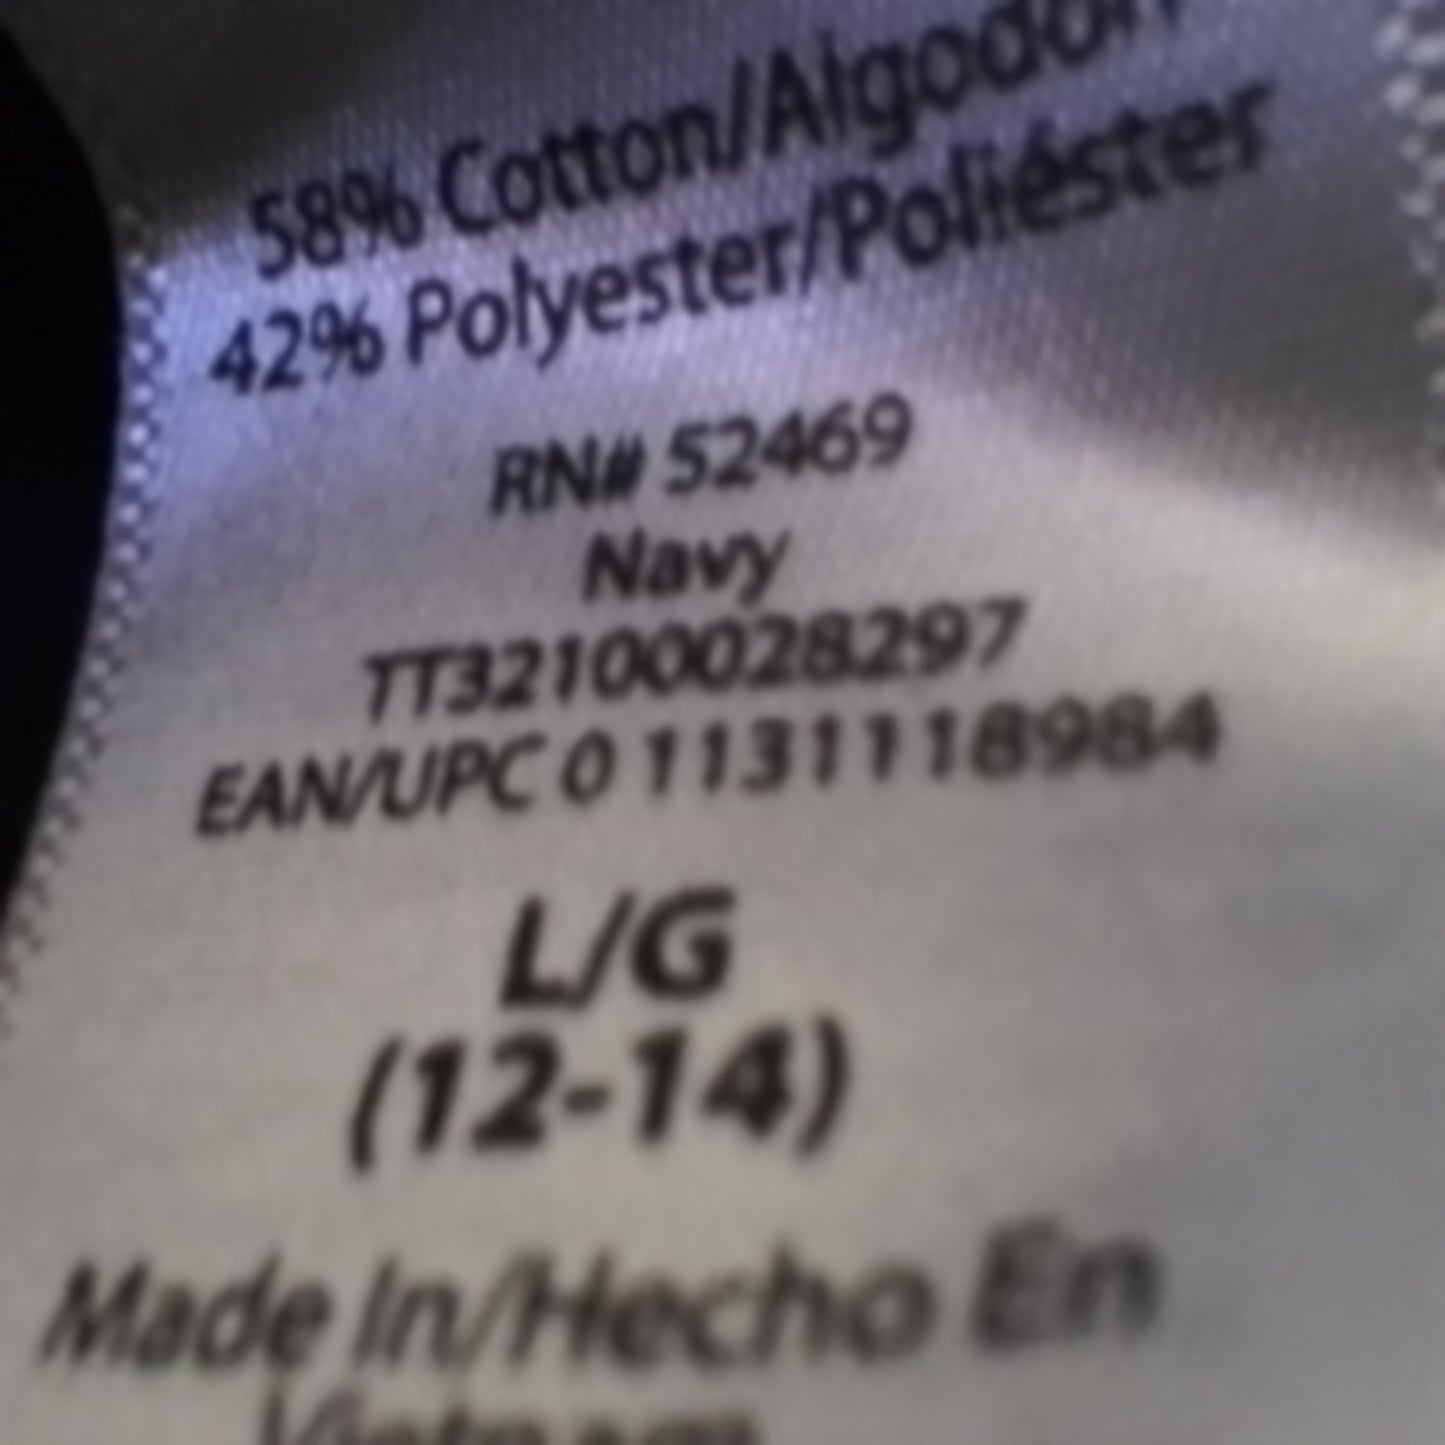 58% Cotton/Algodón
42% Polyester/Poliéster
RN# 52469
Navy
TT32100028297
EAN/UPC 0 1131118984
L/G
(12-14)
Made In/Hecho En
Vietnam